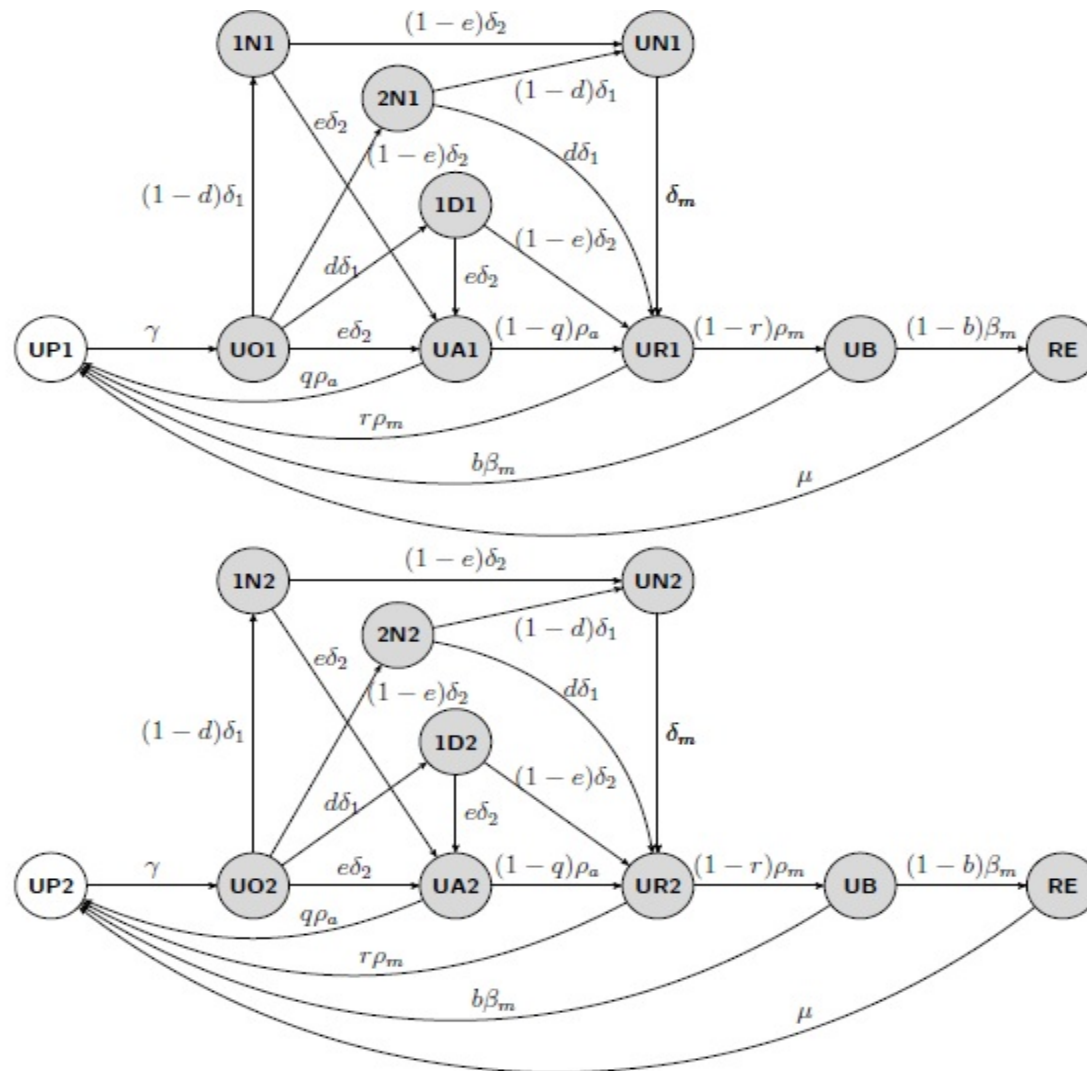 (1 − e)δ₂
1N1
UN1
2N1
(1 − d)δ₁
eδ₂
(1 − e)δ₂
dδ₁
(1 − d)δ₁
1D1
δₘ
(1 − e)δ₂
dδ₁
eδ₂
γ
eδ₂
(1 − q)ρₐ
(1 − r)ρₘ
(1 − b)βₘ
UP1
UO1
UA1
UR1
UB
RE
qρₐ
rρₘ
bβₘ
μ
(1 − e)δ₂
1N2
UN2
2N2
(1 − d)δ₁
eδ₂
(1 − e)δ₂
dδ₁
(1 − d)δ₁
1D2
δₘ
(1 − e)δ₂
dδ₁
eδ₂
γ
eδ₂
(1 − q)ρₐ
(1 − r)ρₘ
(1 − b)βₘ
UP2
UO2
UA2
UR2
UB
RE
qρₐ
rρₘ
bβₘ
μ